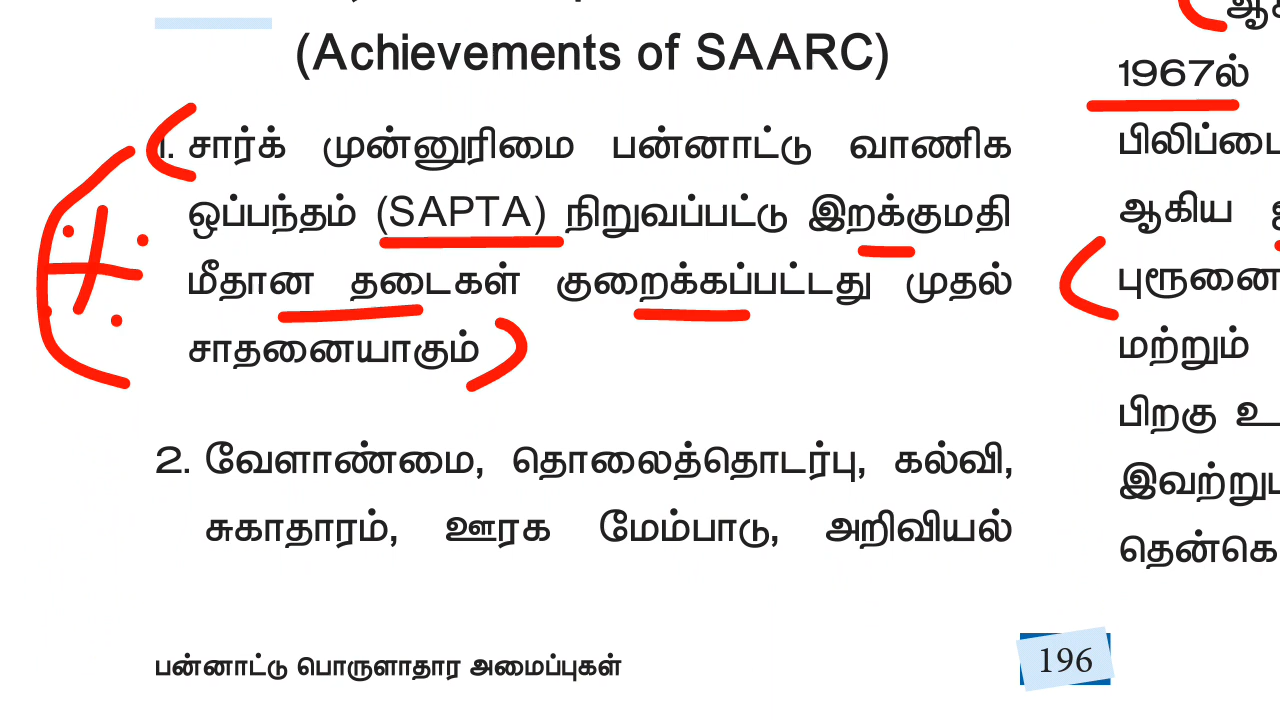 (Achievements of SAARC)
1. சார்க் முன்னுரிமை பன்னாட்டு வாணிக
ஒப்பந்தம் (SAPTA) நிறுவப்பட்டு இறக்குமதி
மீதான தடைகள் குறைக்கப்பட்டது முதல்
சாதனையாகும்
2. வேளாண்மை, தொலைத்தொடர்பு, கல்வி,
சுகாதாரம், ஊரக மேம்பாடு, அறிவியல்
பன்னாட்டு பொருளாதார அமைப்புகள்
196
1967ல்
ஆகிய
மற்றும்
பிறகு